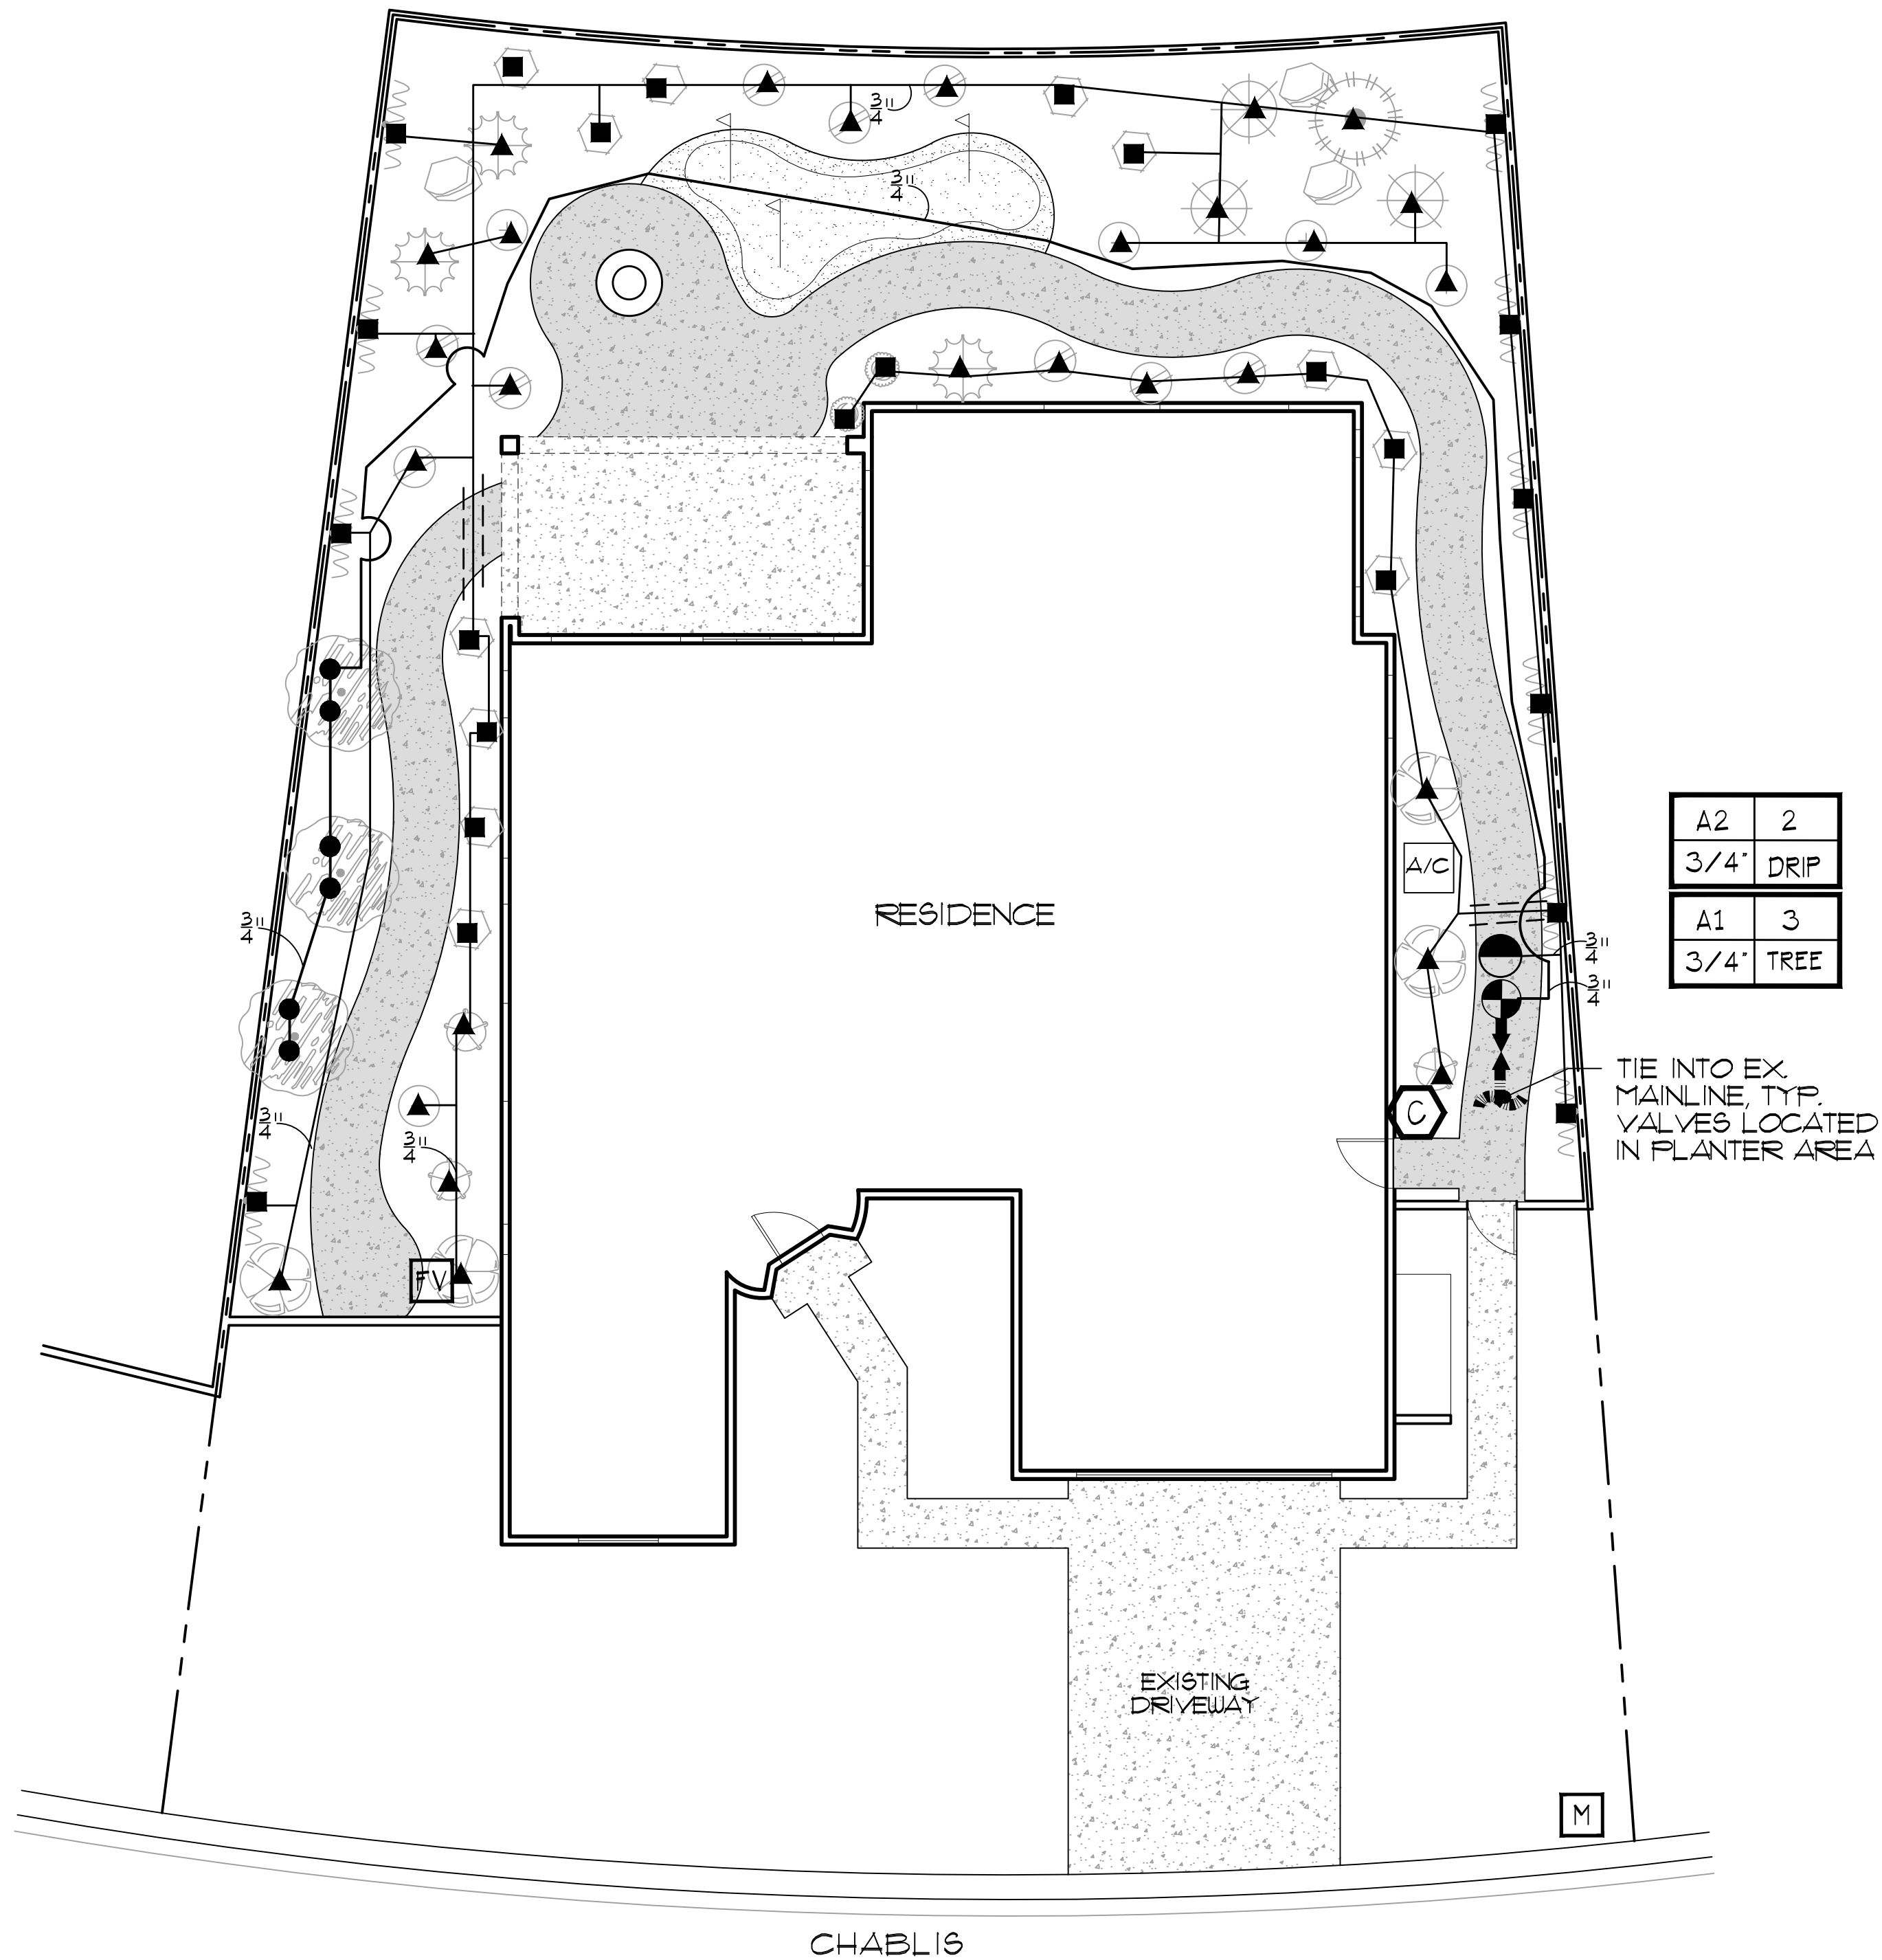 3/4"
3/4"
RESIDENCE
A/C
A2 2
3/4" DRIP
A1 3
3/4" TREE
3/4"
3/4"
3/4"
3/4"
3/4"
TIE INTO EX.
MAINLINE, TYP.
VALVES LOCATED
IN PLANTER AREA
C
FV
EXISTING
DRIVEWAY
M
CHABLIS